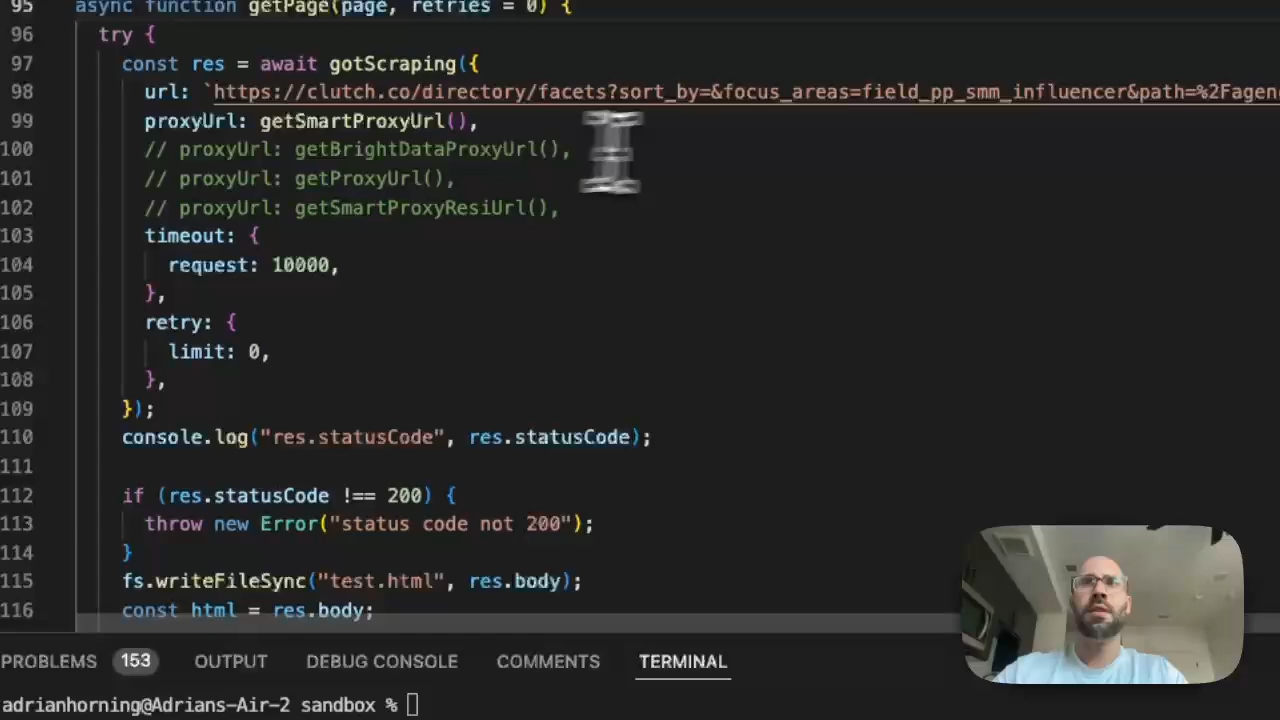 95 async function getPage(page, retries = 0) {
96 try {
97 const res = await gotScraping({
98 url: `https://clutch.co/directory/facets?sort_by=&focus_areas=field_pp_smm_influencer&path=%2Fagen
99 proxyUrl: getSmartProxyUrl(),
100 // proxyUrl: getBrightDataProxyUrl(),
101 // proxyUrl: getProxyUrl(),
102 // proxyUrl: getSmartProxyResiUrl(),
103 timeout: {
104 request: 10000,
105 },
106 retry: {
107 limit: 0,
108 },
109 });
110 console.log("res.statusCode", res.statusCode);
111
112 if (res.statusCode !== 200) {
113 throw new Error("status code not 200");
114 }
115 fs.writeFileSync("test.html", res.body);
116 const html = res.body;
PROBLEMS 153 OUTPUT DEBUG CONSOLE COMMENTS TERMINAL
adrianhorning@Adrians-Air-2 sandbox %